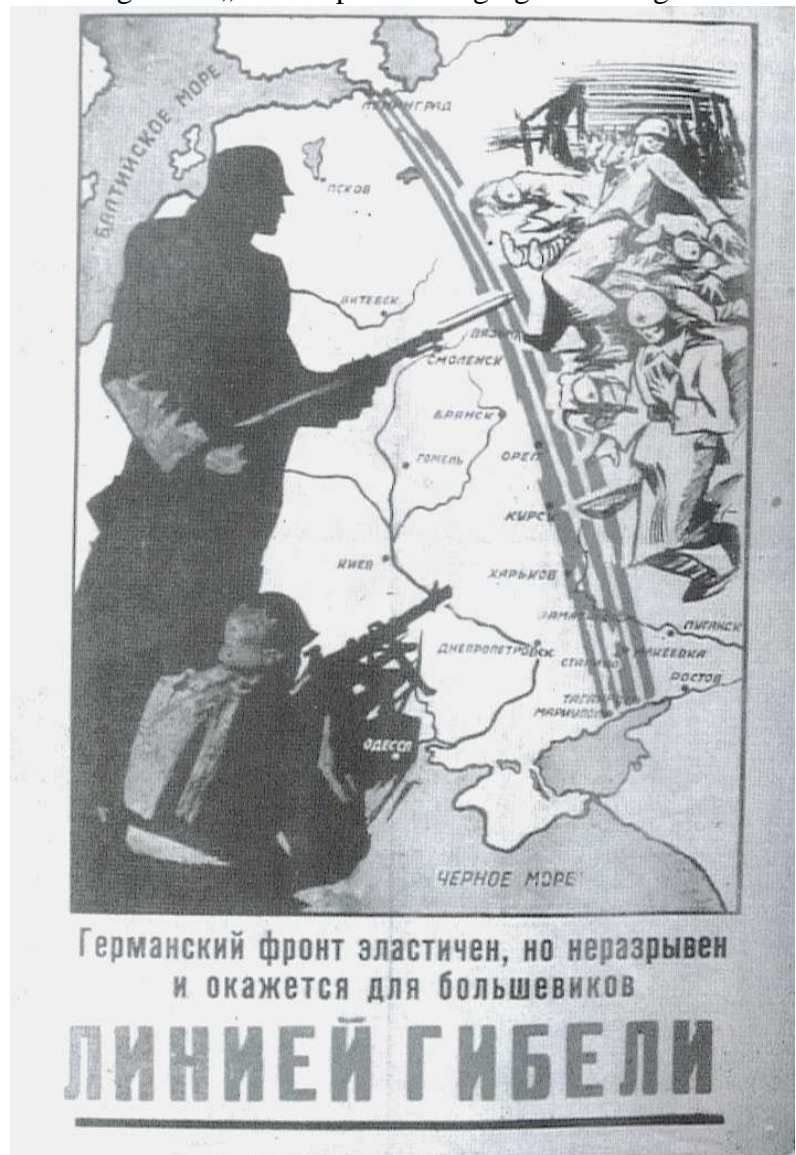 БАЛТИЙСКОЕ МОРЕ
ЛЕНИНГРАД
ПСКОВ
ВИТЕБСК
ВЯЗЬМА
СМОЛЕНСК
БРЯНСК
ГОМЕЛЬ
ОРЕЛ
КУРСК
КИЕВ
ХАРЬКОВ
ЛУГАНСК
ДНЕПРОПЕТРОВСК
СТАЛИНО
МАКЕЕВКА
РОСТОВ
ТАГАНРОГ
МАРИУПОЛ
ОДЕССА
ЧЕРНОЕ МОРЕ
Германский фронт эластичен, но неразрывен
и окажется для большевиков
ЛИНИЕЙ ГИБЕЛИ